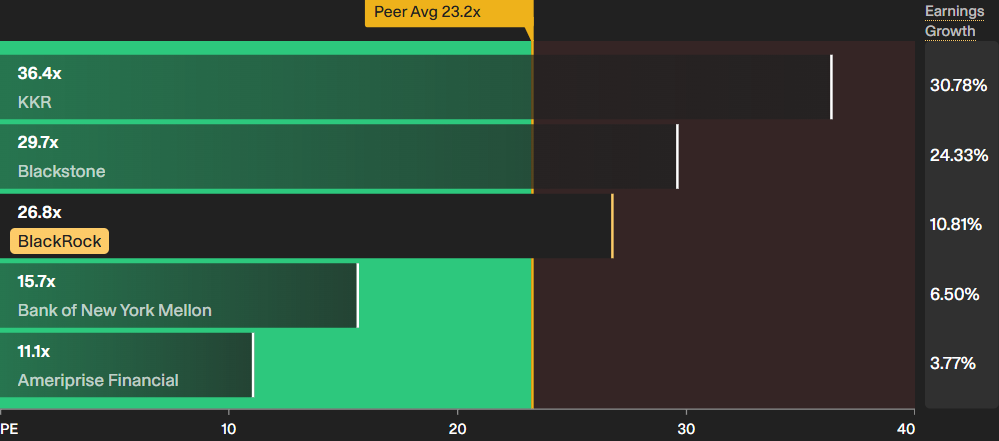 Peer Avg 23.2x
Earnings
Growth
36.4x
KKR
30.78%
29.7x
Blackstone
24.33%
26.8x
BlackRock
10.81%
15.7x
Bank of New York Mellon
6.50%
11.1x
Ameriprise Financial
3.77%
PE 10 20 30 40